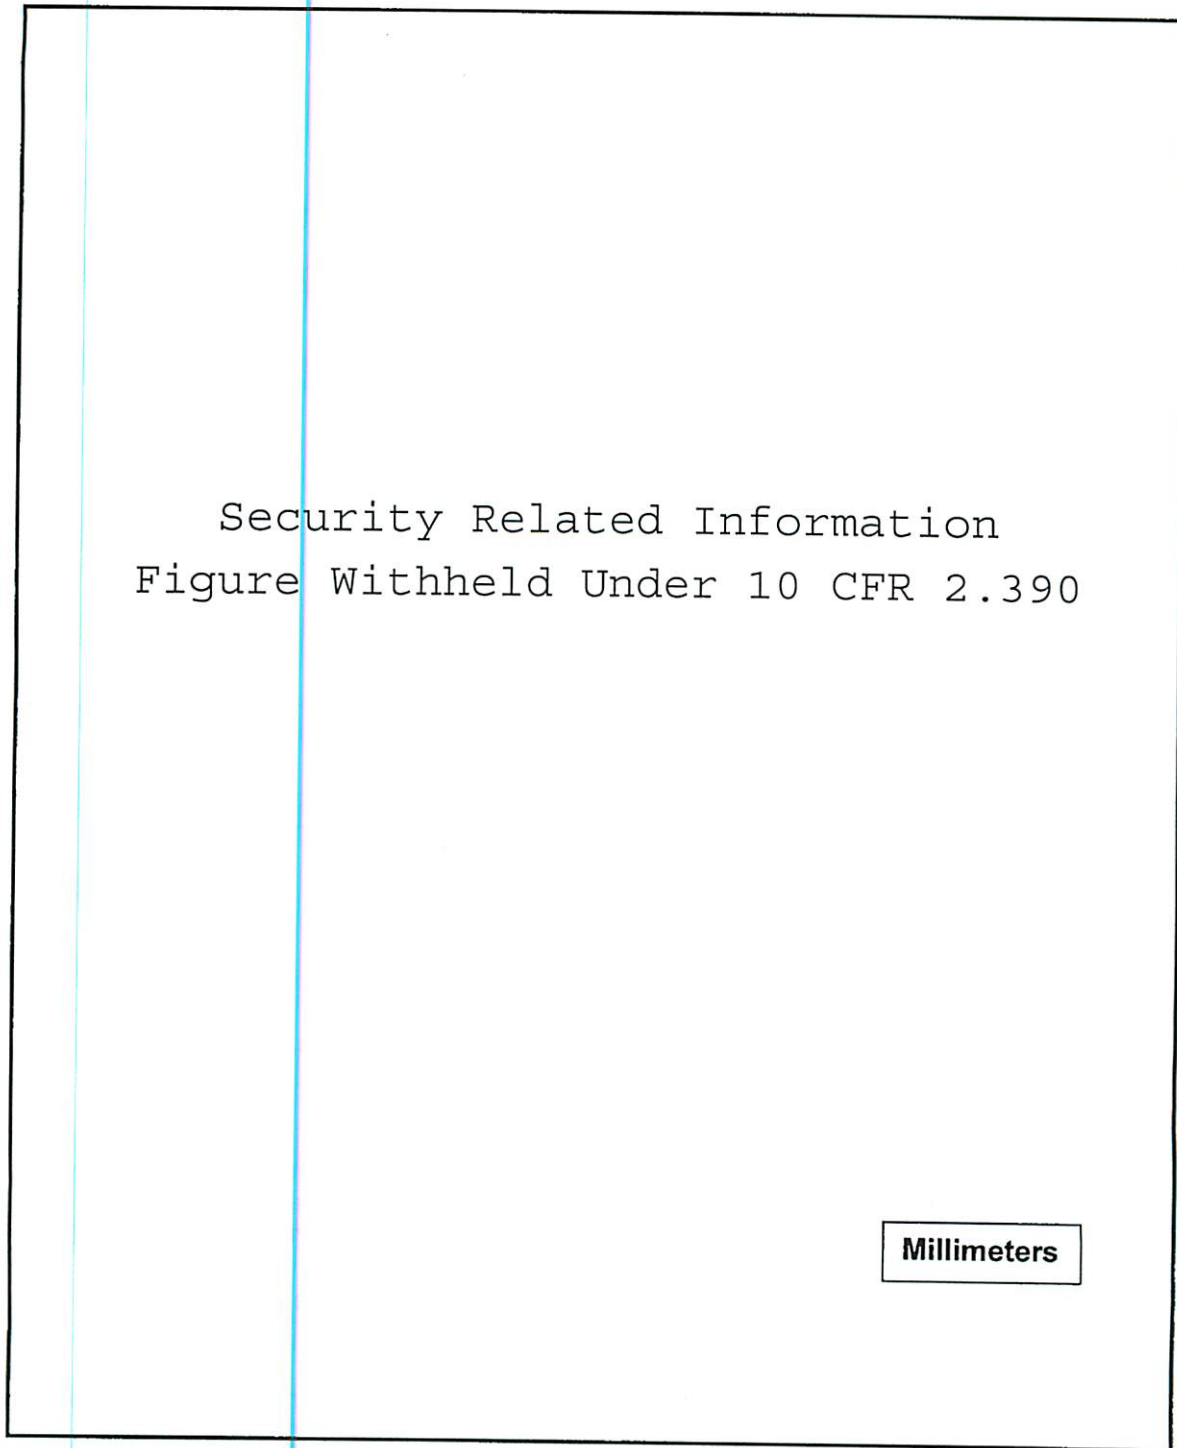 Security Related Information
Figure Withheld Under 10 CFR 2.390
Millimeters